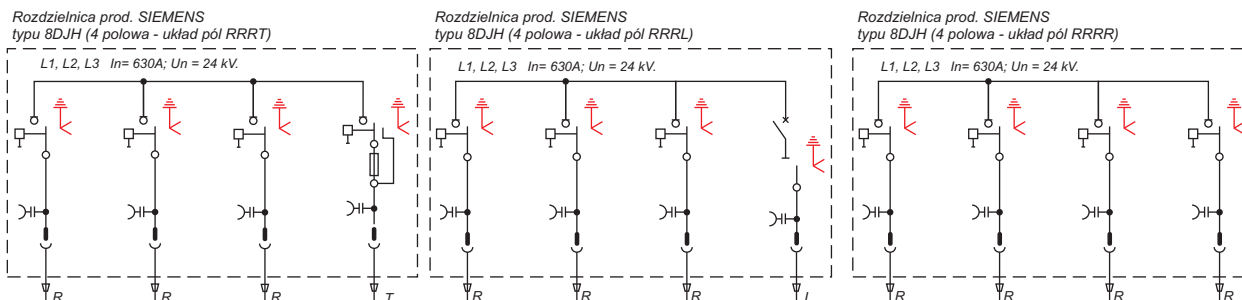 Rozdzielnica prod. SIEMENS
typu 8DJH (4 polowa - układ pól RRRT)
L1, L2, L3 In= 630A; Un = 24 kV.
R R R T
Rozdzielnica prod. SIEMENS
typu 8DJH (4 polowa - układ pól RRRL)
L1, L2, L3 In= 630A; Un = 24 kV.
R R R L
Rozdzielnica prod. SIEMENS
typu 8DJH (4 polowa - układ pól RRRR)
L1, L2, L3 In= 630A; Un = 24 kV.
R R R R